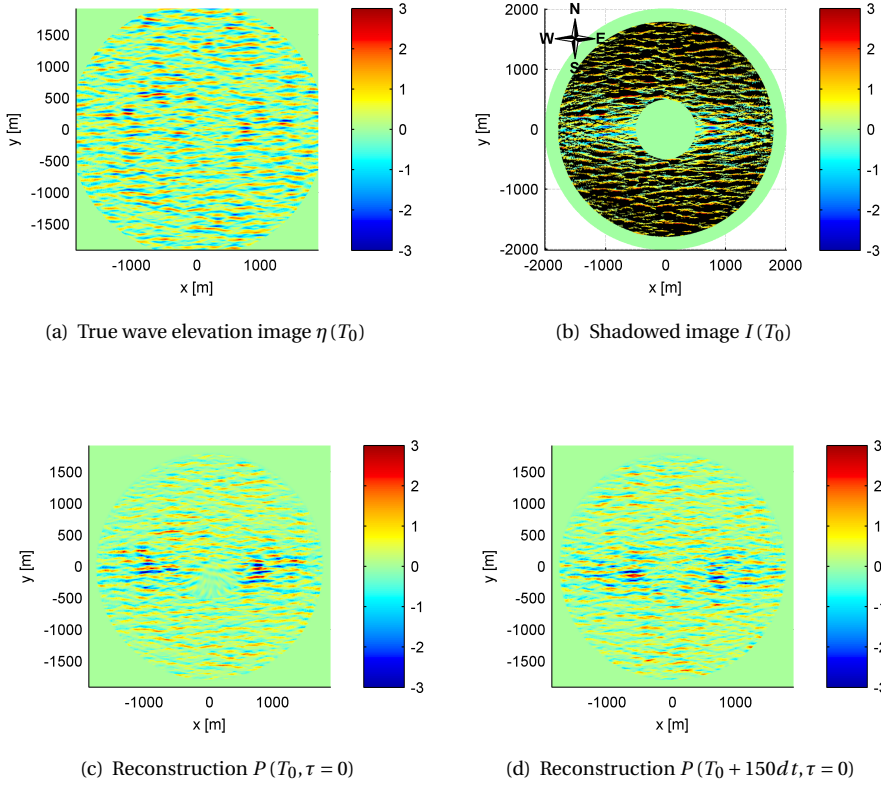 1500
1000
500
0
-500
-1000
-1500
y [m]
-1000 0 1000
x [m]
3
2
1
0
-1
-2
-3
(a) True wave elevation image η(T₀)
N
W E
S
2000
1000
0
-1000
-2000
y [m]
-2000 -1000 0 1000 2000
x [m]
3
2
1
0
-1
-2
-3
(b) Shadowed image I(T₀)
1500
1000
500
0
-500
-1000
-1500
y [m]
-1000 0 1000
x [m]
3
2
1
0
-1
-2
-3
(c) Reconstruction P(T₀,τ = 0)
1500
1000
500
0
-500
-1000
-1500
y [m]
-1000 0 1000
x [m]
3
2
1
0
-1
-2
-3
(d) Reconstruction P(T₀ + 150dt,τ = 0)